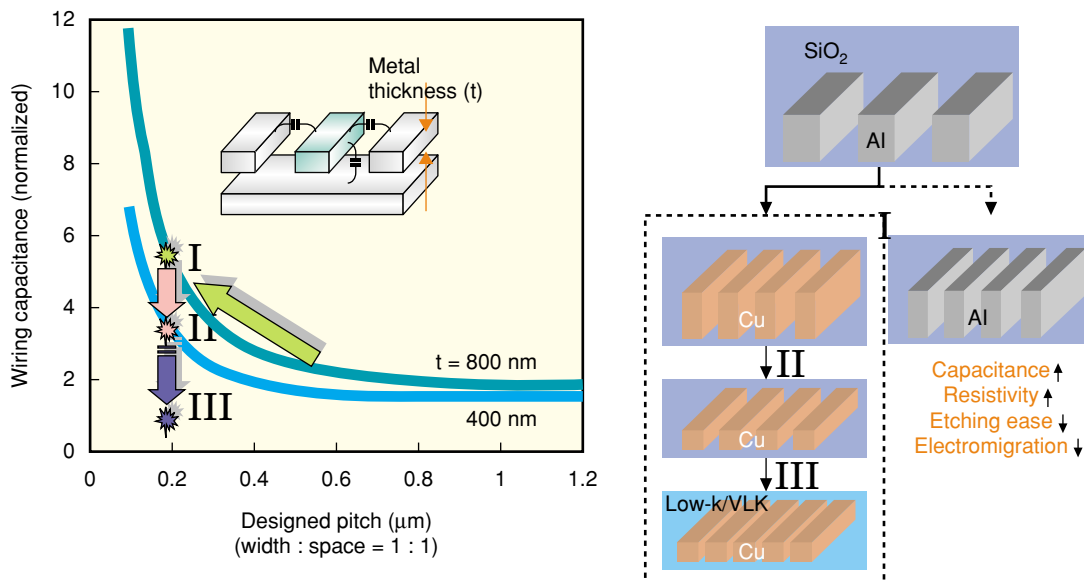 Wiring capacitance (normalized)
12
10
8
6
4
2
0
0
0.2
0.4
0.6
0.8
1.0
1.2
Designed pitch (μm)
(width : space = 1 : 1)
Metal
thickness (t)
I
II
III
t = 800 nm
400 nm
SiO₂
Al
I
Cu
Al
II
Cu
III
Low-k/VLK
Cu
Capacitance ↑
Resistivity ↑
Etching ease ↓
Electromigration ↓